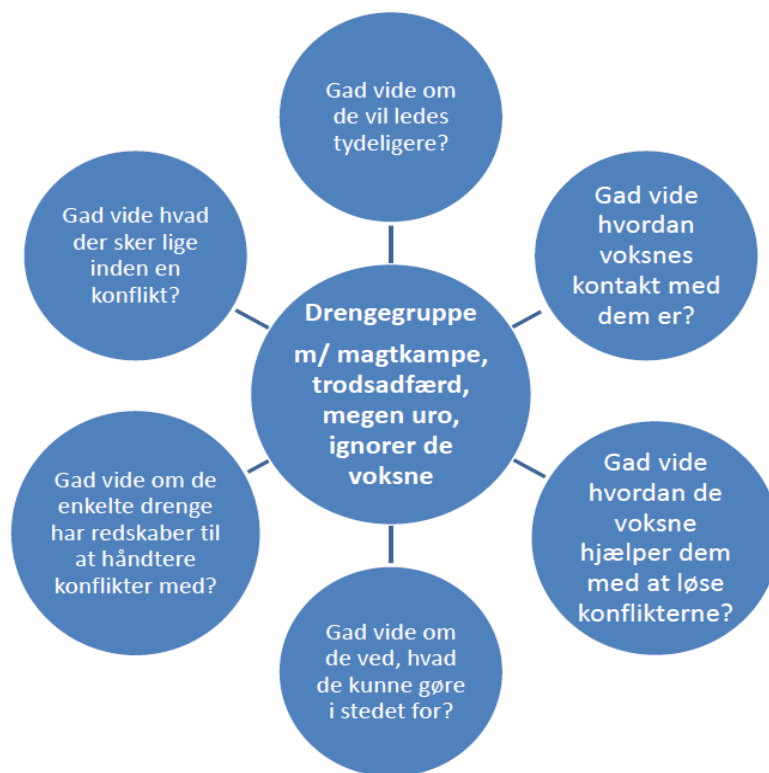 Gad vide om
de vil ledes
tydeligere?
Gad vide hvordan
voksnes
kontakt med
dem er?
Gad vide
hvordan de
voksne
hjælper dem
med at løse
konflikterne?
Gad vide om
de ved, hvad
de kunne gøre
i stedet for?
Gad vide om de
enkelte drenge
har redskaber til
at håndtere
konflikter med?
Gad vide hvad
der sker lige
inden en
konflikt?
Drengegruppe
m/ magtkampe,
trodsadfærd,
megen uro,
ignorer de
voksne